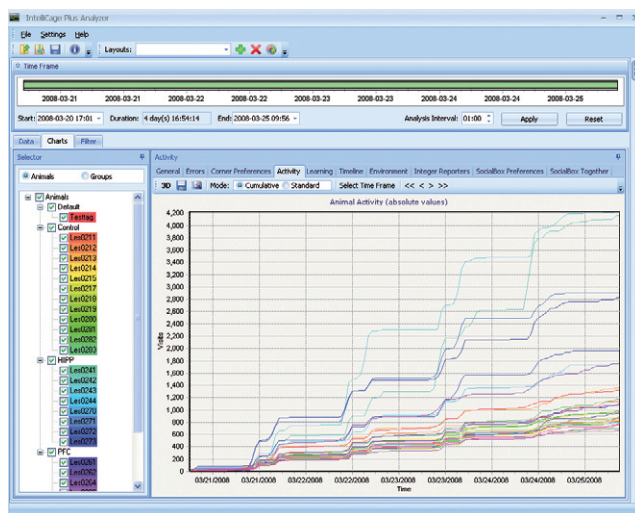 IntelliCage Plus Analyzer
File Settings Help
Layouts:
Time Frame
2008-03-21 2008-03-21 2008-03-22 2008-03-22 2008-03-23 2008-03-23 2008-03-24 2008-03-24 2008-03-25
Start: 2008-03-20 17:01 Duration: 4 day(s) 16:54:14 End: 2008-03-25 09:56 Analysis Interval: 01:00 Apply Reset
Data Charts Filter
Selector
Animals Groups
Animals
Default
Testtag
Control
Les0211
Les0212
Les0213
Les0214
Les0215
Les0217
Les0218
Les0219
Les0280
Les0281
Les0282
Les0283
HIPP
Les0241
Les0242
Les0243
Les0244
Les0270
Les0271
Les0272
Les0273
PFC
Les0261
Les0262
Les0264
Activity
General Errors Corner Preferences Activity Learning Timeline Environment Integer Reporters SocialBox Preferences SocialBox Together
3D Mode: Cumulative Standard Select Time Frame << < > >>
Animal Activity (absolute values)
4,200
4,000
3,800
3,600
3,400
3,200
3,000
2,800
2,600
2,400
2,200
2,000
1,800
1,600
1,400
1,200
1,000
800
600
400
200
0
Visits
03/21/2008 03/21/2008 03/22/2008 03/22/2008 03/23/2008 03/23/2008 03/24/2008 03/24/2008 03/25/2008
Time